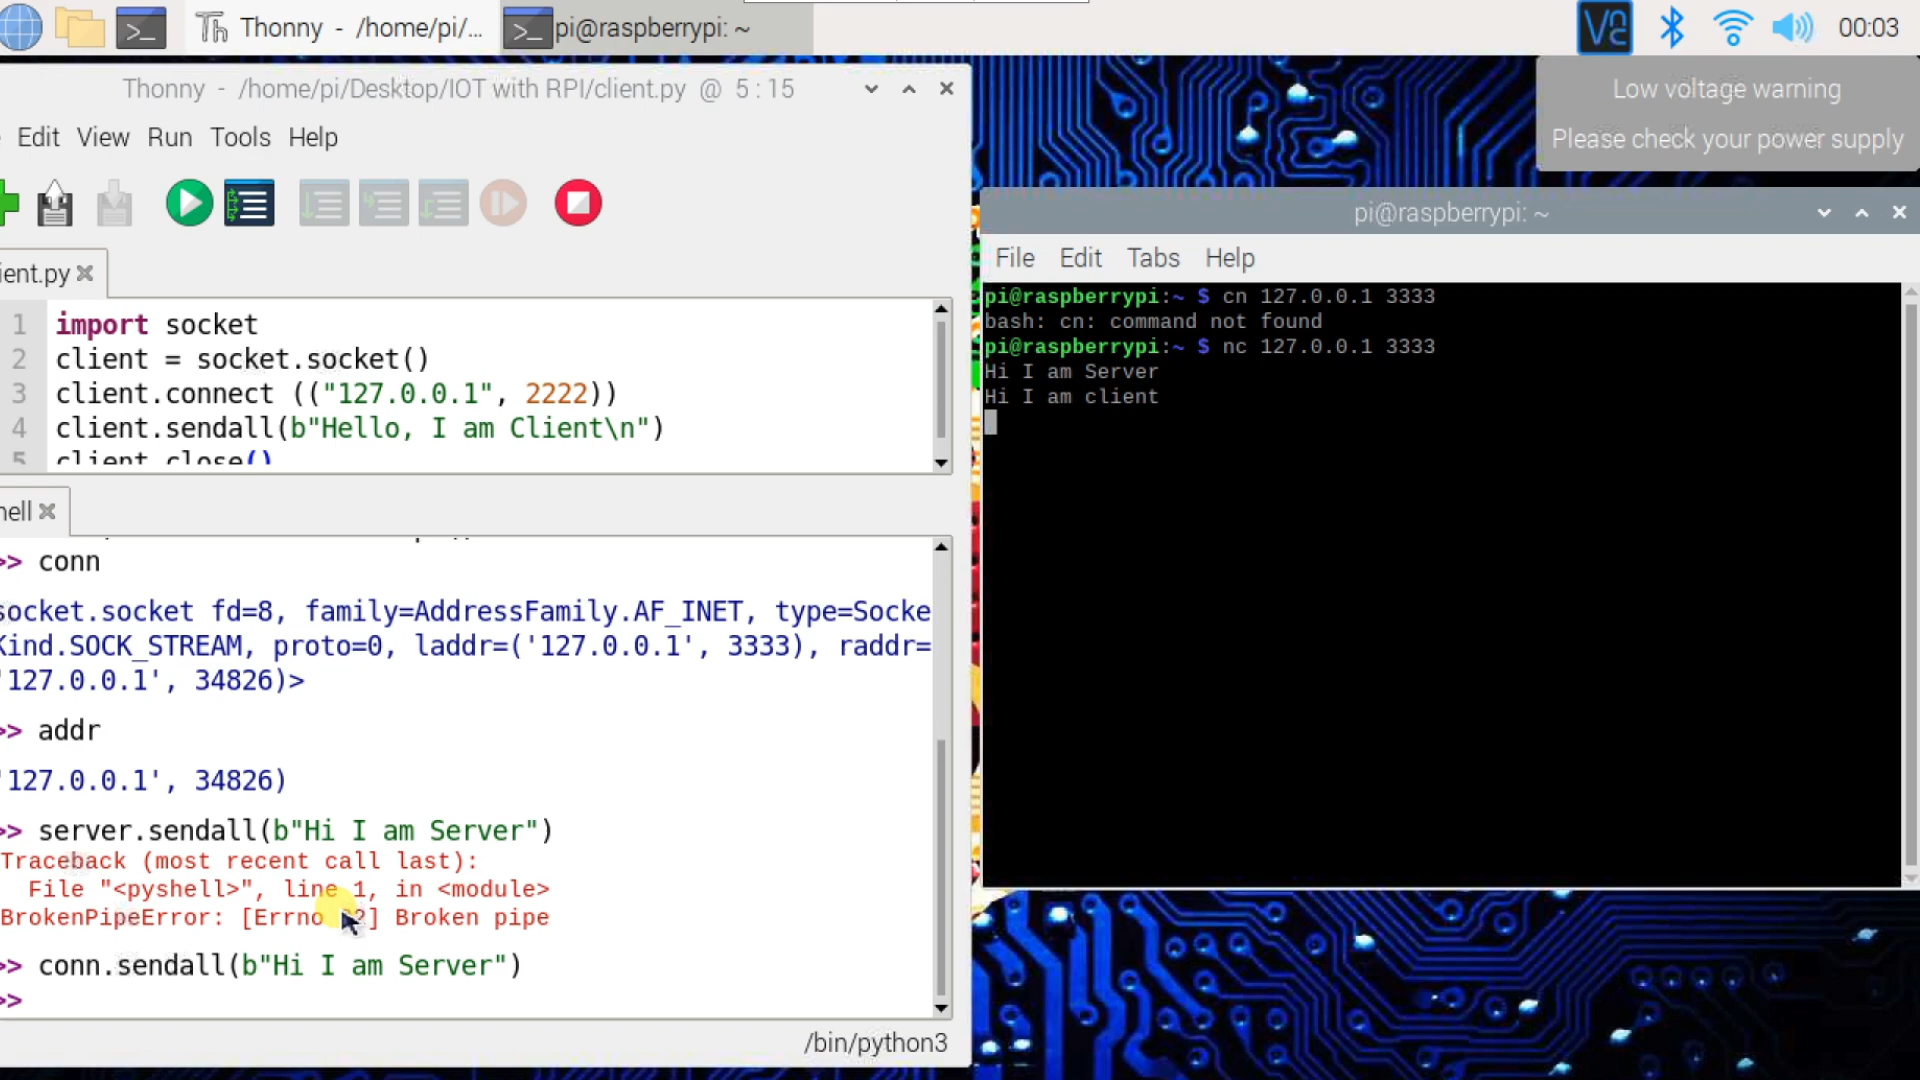 Thonny - /home/pi/...
pi@raspberrypi: ~
00:03
Low voltage warning
Please check your power supply
Thonny - /home/pi/Desktop/IOT with RPI/client.py @ 5:15
Edit View Run Tools Help
ient.py
1 import socket
2 client = socket.socket()
3 client.connect (("127.0.0.1", 2222))
4 client.sendall(b"Hello, I am Client\n")
5 client.close()
hell
>> conn
socket.socket fd=8, family=AddressFamily.AF_INET, type=Socke
Kind.SOCK_STREAM, proto=0, laddr=('127.0.0.1', 3333), raddr=
'127.0.0.1', 34826)>
>> addr
'127.0.0.1', 34826)
>> server.sendall(b"Hi I am Server")
Traceback (most recent call last):
File "<pyshell>", line 1, in <module>
BrokenPipeError: [Errno 2] Broken pipe
>> conn.sendall(b"Hi I am Server")
>>
/bin/python3
pi@raspberrypi: ~
File Edit Tabs Help
pi@raspberrypi:~ $ cn 127.0.0.1 3333
bash: cn: command not found
pi@raspberrypi:~ $ nc 127.0.0.1 3333
Hi I am Server
Hi I am client